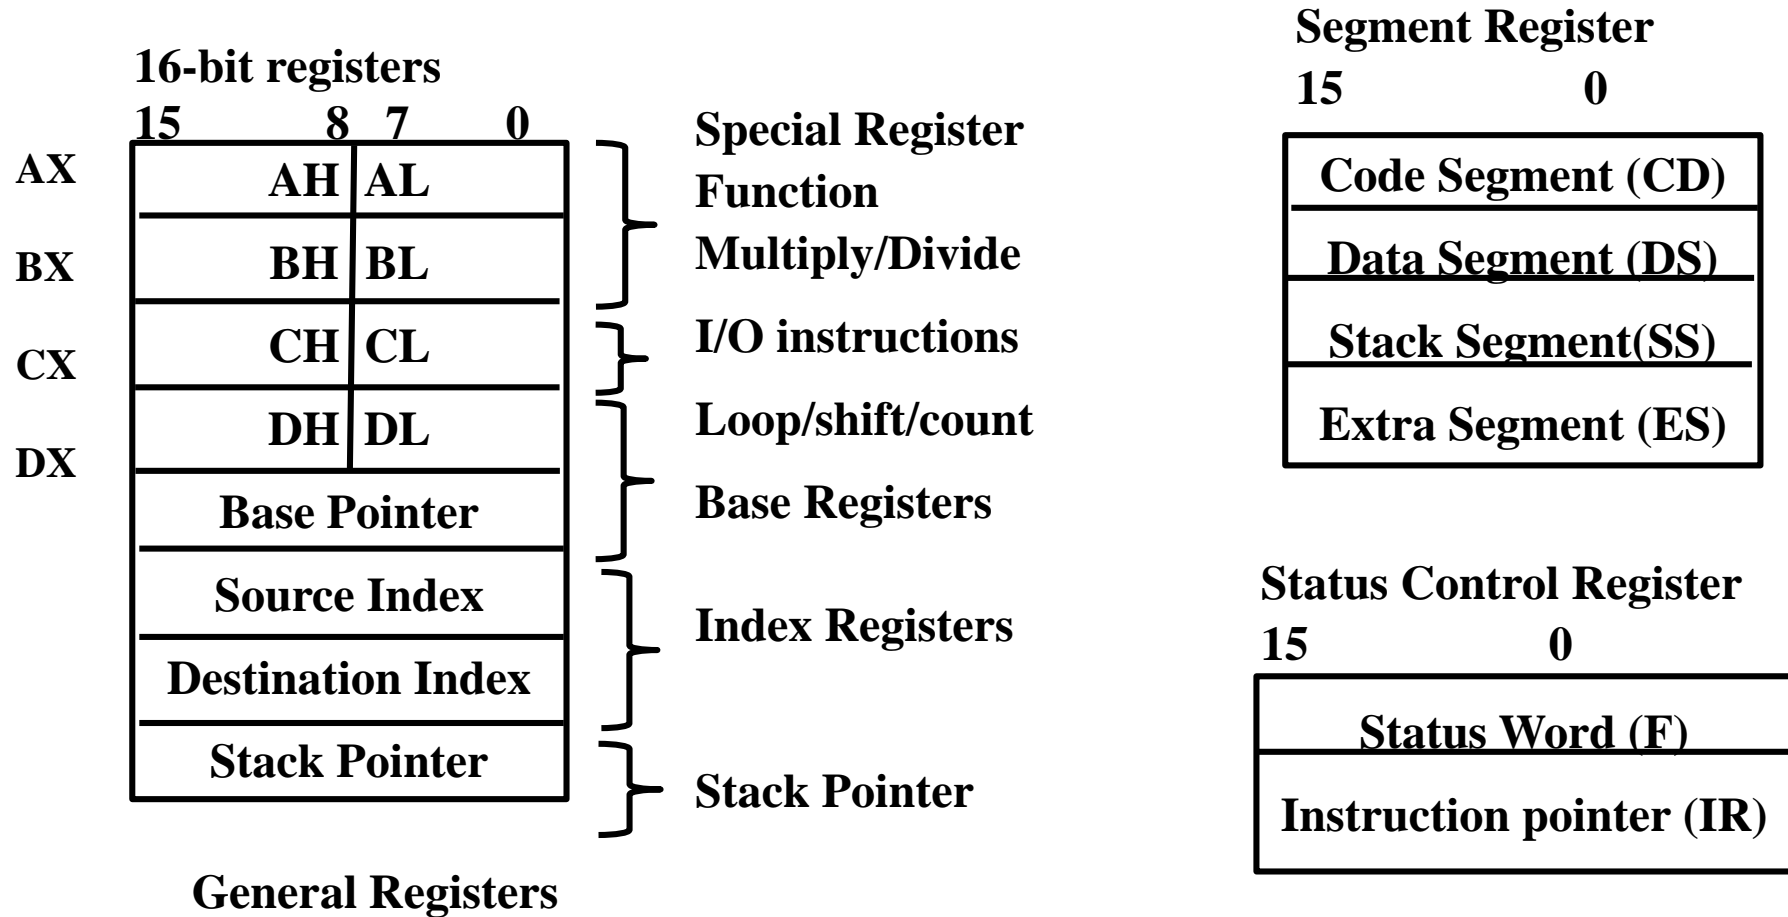 16-bit registers
15 8 7 0
AX
AH AL
BX
BH BL
CX
CH CL
DX
DH DL
Base Pointer
Source Index
Destination Index
Stack Pointer
General Registers
Special Register
Function
Multiply/Divide
I/O instructions
Loop/shift/count
Base Registers
Index Registers
Stack Pointer
Segment Register
15 0
Code Segment (CD)
Data Segment (DS)
Stack Segment(SS)
Extra Segment (ES)
Status Control Register
15 0
Status Word (F)
Instruction pointer (IR)